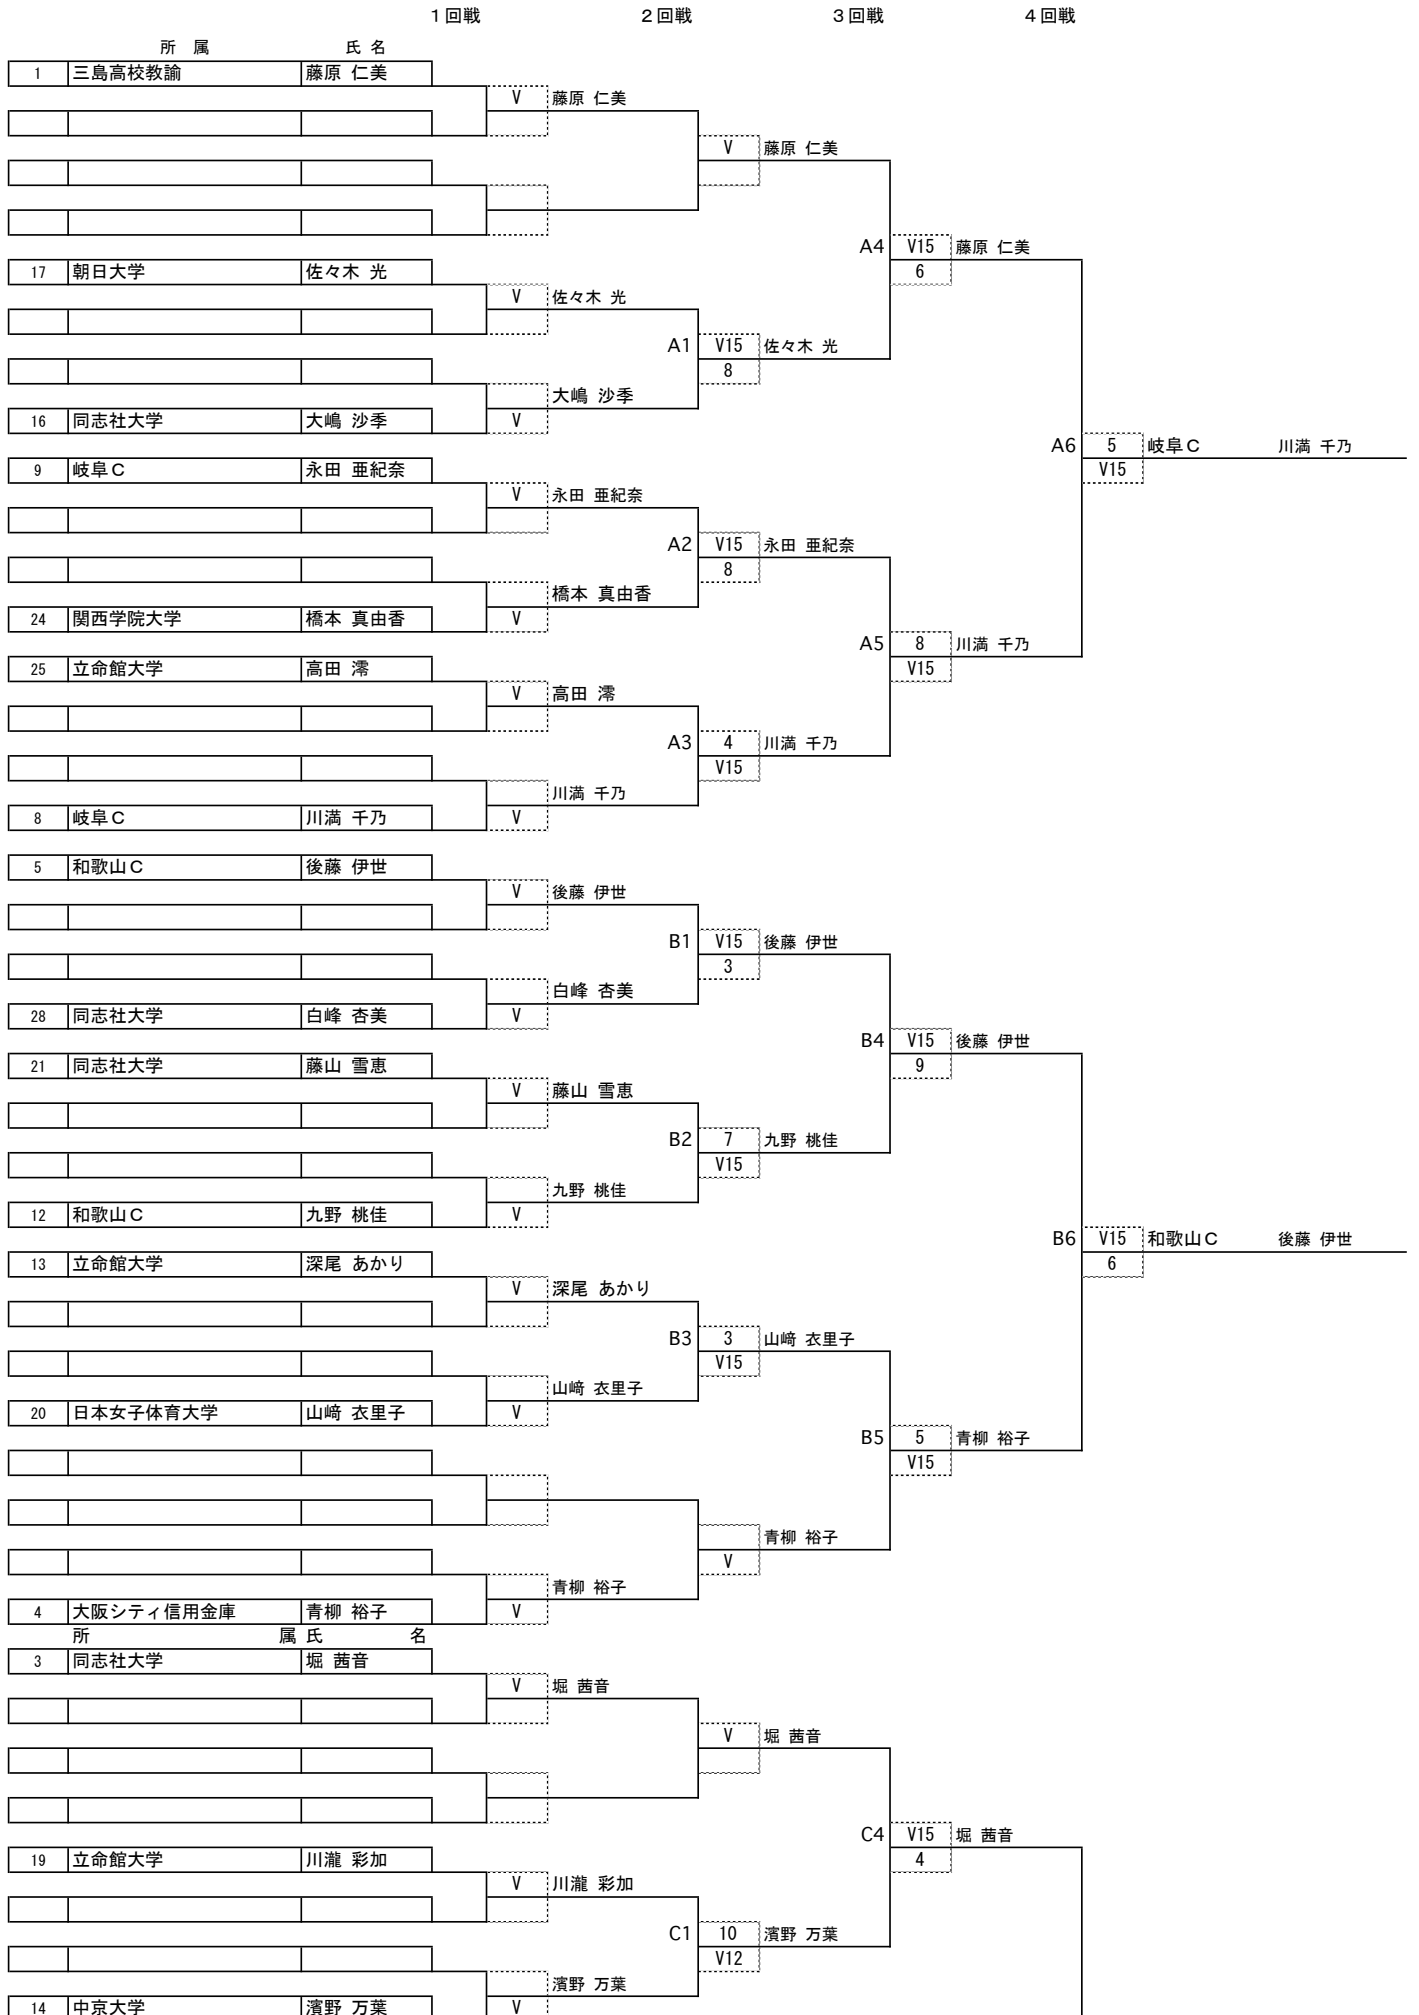 １回戦 ２回戦 ３回戦 ４回戦
所 属 氏 名
1 三島高校教諭 藤原 仁美
V 藤原 仁美
V 藤原 仁美
A4 V15 藤原 仁美
17 朝日大学 佐々木 光 6
V 佐々木 光
A1 V15 佐々木 光
8
大嶋 沙季
16 同志社大学 大嶋 沙季 V
A6 5 岐阜Ｃ 川満 千乃
9 岐阜Ｃ 永田 亜紀奈 V15
V 永田 亜紀奈
A2 V15 永田 亜紀奈
8
橋本 真由香
24 関西学院大学 橋本 真由香 V
A5 8 川満 千乃
25 立命館大学 高田 澪 V15
V 高田 澪
A3 4 川満 千乃
V15
川満 千乃
8 岐阜Ｃ 川満 千乃 V
5 和歌山Ｃ 後藤 伊世
V 後藤 伊世
B1 V15 後藤 伊世
3
白峰 杏美
28 同志社大学 白峰 杏美 V
B4 V15 後藤 伊世
21 同志社大学 藤山 雪恵 9
V 藤山 雪恵
B2 7 九野 桃佳
V15
九野 桃佳
12 和歌山Ｃ 九野 桃佳 V
B6 V15 和歌山Ｃ 後藤 伊世
13 立命館大学 深尾 あかり 6
V 深尾 あかり
B3 3 山﨑 衣里子
V15
山﨑 衣里子
20 日本女子体育大学 山﨑 衣里子 V
B5 5 青柳 裕子
V15
青柳 裕子
V
青柳 裕子
4 大阪シティ信用金庫 青柳 裕子 V
所 属 氏 名
3 同志社大学 堀 茜音
V 堀 茜音
V 堀 茜音
C4 V15 堀 茜音
19 立命館大学 川瀧 彩加 4
V 川瀧 彩加
C1 10 濱野 万葉
V12
濱野 万葉
14 中京大学 濱野 万葉 V